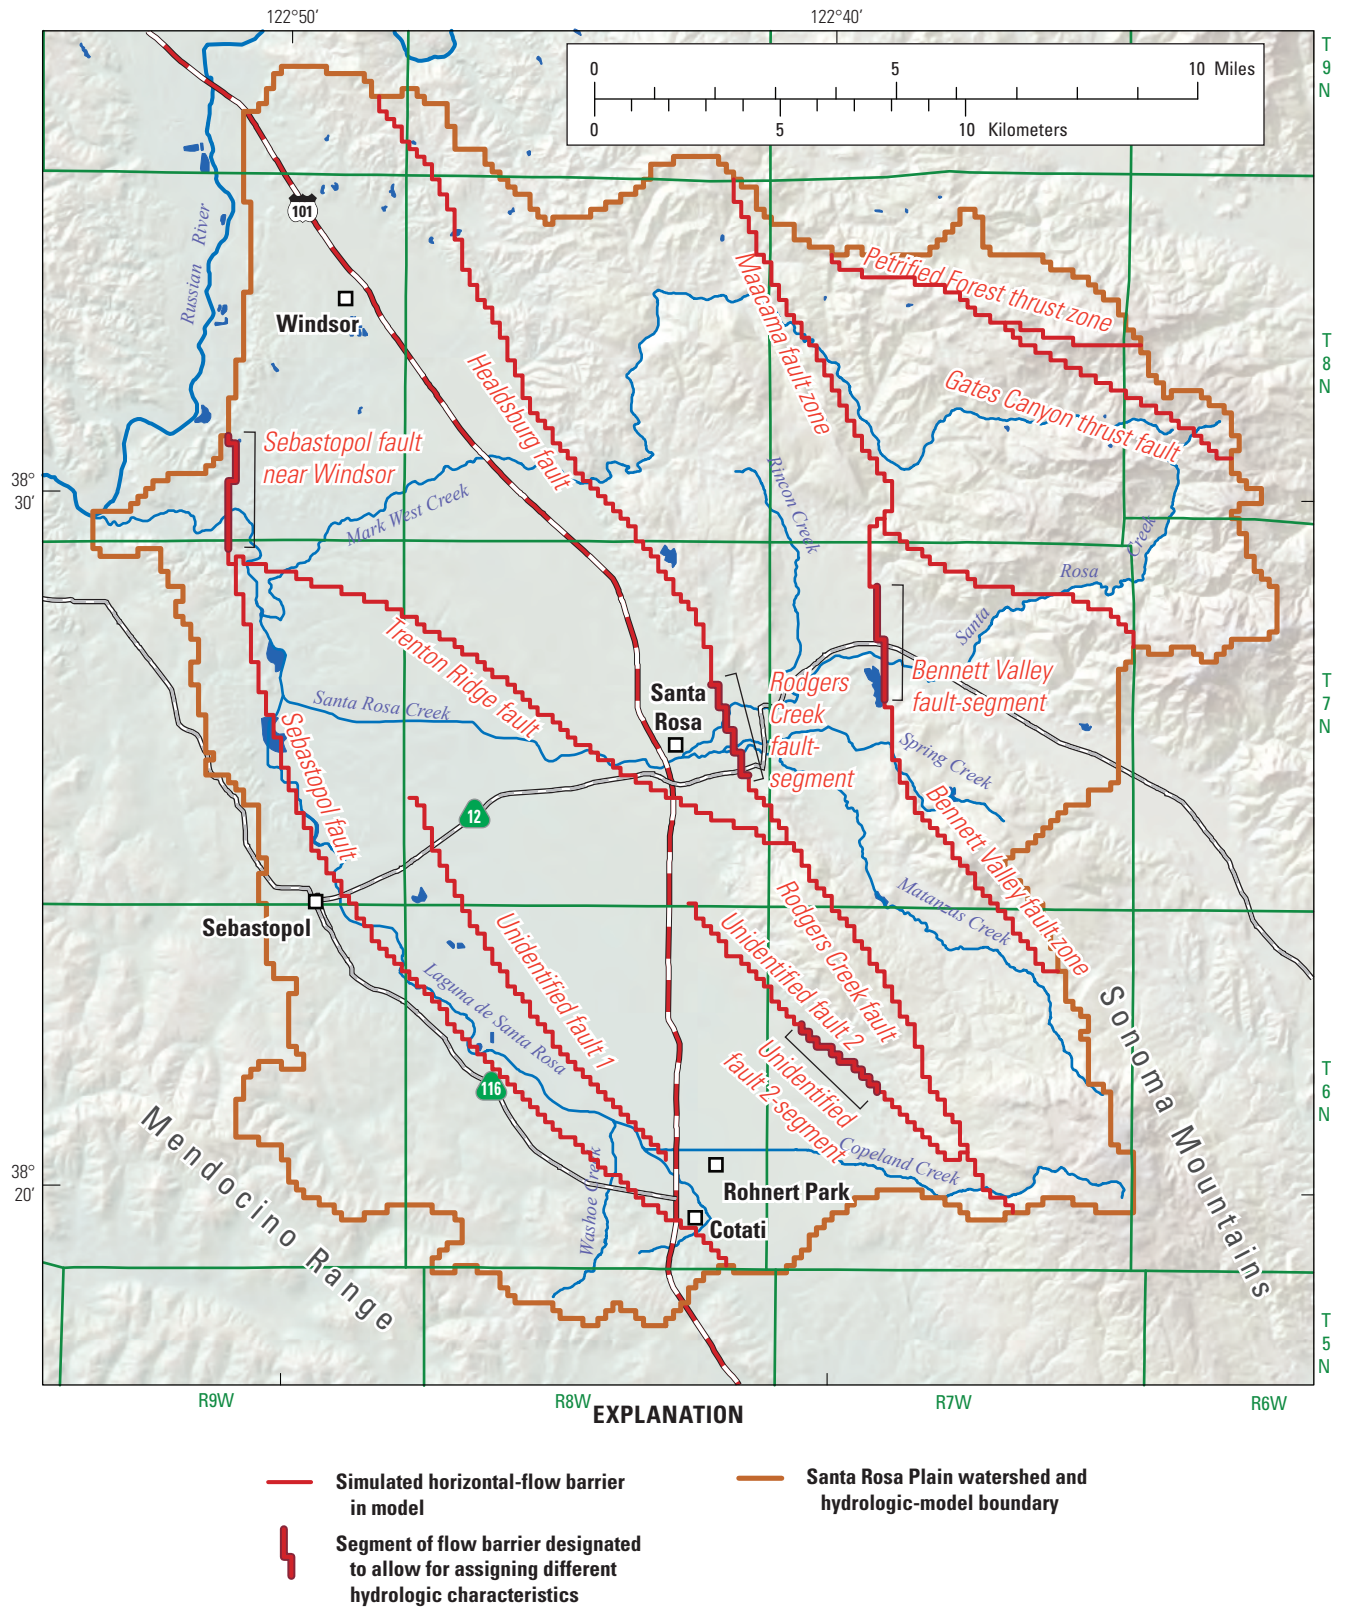 122°50′
122°40′
T
9
N
0
5
10 Miles
0
5
10 Kilometers
101
Russian River
Windsor
Petrified Forest thrust zone
Maacama fault zone
T
8
N
Healdsburg fault
Gates Canyon thrust fault
Sebastopol fault
near Windsor
38°
30′
Mark West Creek
Rincon Creek
Creek
Rosa
Santa
Trenton Ridge fault
Bennett Valley
fault-segment
Rodgers
Creek
fault-
segment
Santa
Rosa
T
7
N
Santa Rosa Creek
Sebastopol fault
Spring Creek
12
Bennett Valley fault zone
Matanzas Creek
Sebastopol
Rodgers Creek fault
Unidentified fault 1
Unidentified fault 2
Laguna de Santa Rosa
Sonoma Mountains
Unidentified
fault 2-segment
116
T
6
N
Mendocino Range
Copeland Creek
38°
20′
Rohnert Park
Washoe Creek
Cotati
T
5
N
R9W
R8W
R7W
R6W
EXPLANATION
Simulated horizontal-flow barrier
in model
Segment of flow barrier designated
to allow for assigning different
hydrologic characteristics
Santa Rosa Plain watershed and
hydrologic-model boundary